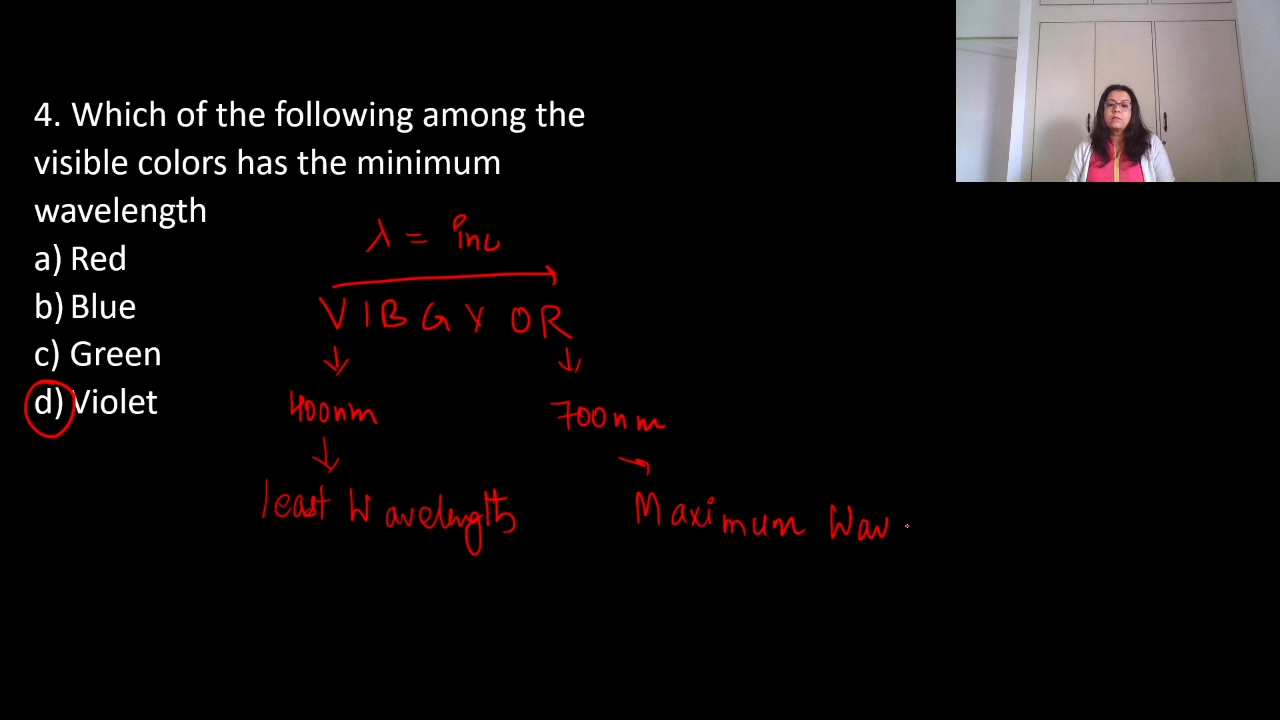 4. Which of the following among the
visible colors has the minimum
wavelength
a) Red
b) Blue
c) Green
d) Violet
λ = inc
VIBGYOR
400nm
700nm
least Wavelength
Maximum Wav